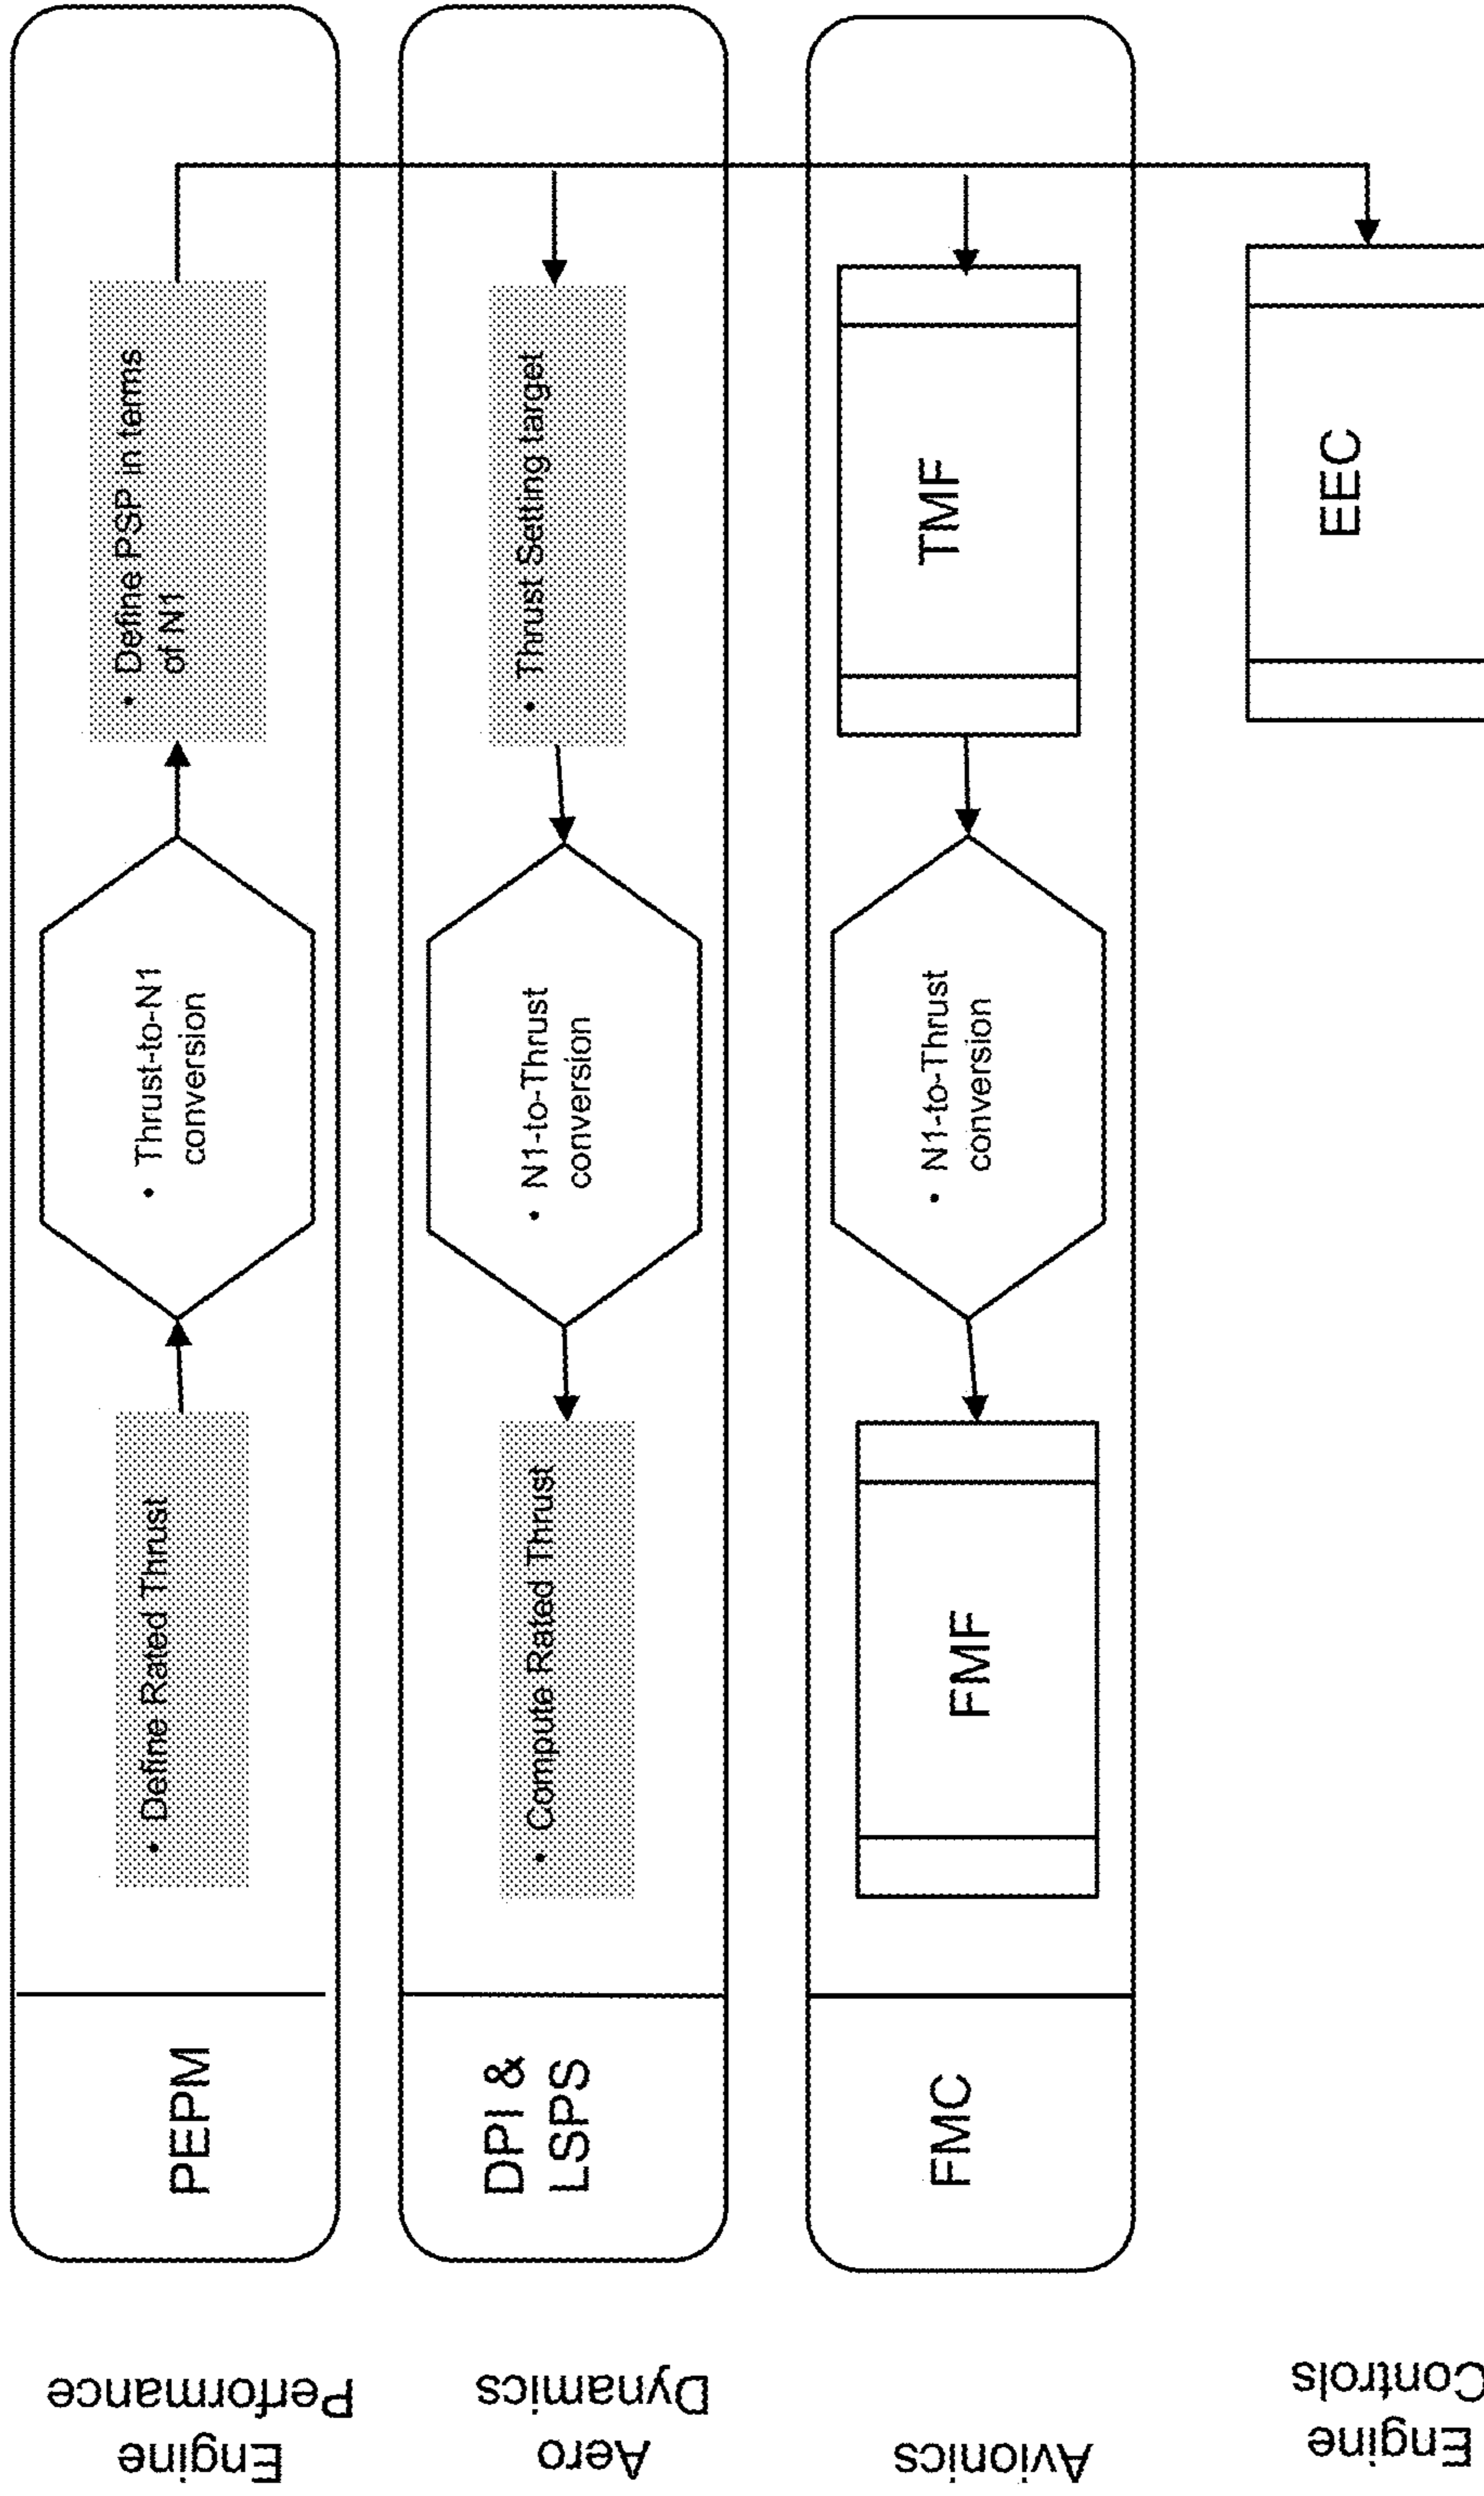 Engine
Performance
PEPM
• Define Rated Thrust
• Thrust-to-N1
conversion
• Define PSP in terms
of N1
Aero
Dynamics
DPI &
LSPS
• Compute Rated Thrust
• N1-to-Thrust
conversion
• Thrust Setting target
Avionics
FMC
FMF
• N1-to-Thrust
conversion
TMF
Engine
Controls
EEC